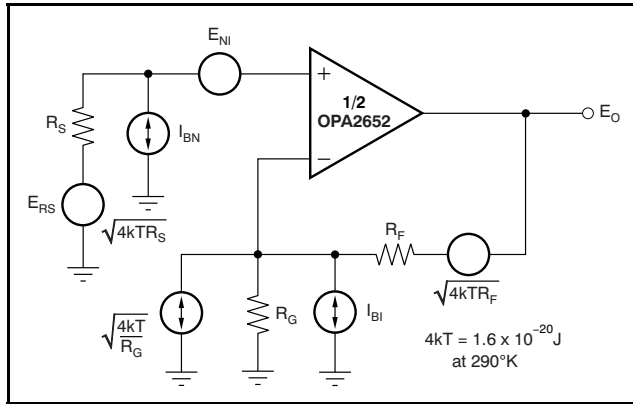 E_NI
+
1/2
OPA2652
−
E_O
R_S
I_BN
E_RS
√4kTR_S
R_F
√4kTR_F
√4kT/R_G
R_G
I_BI
4kT = 1.6 x 10^−20 J
at 290°K